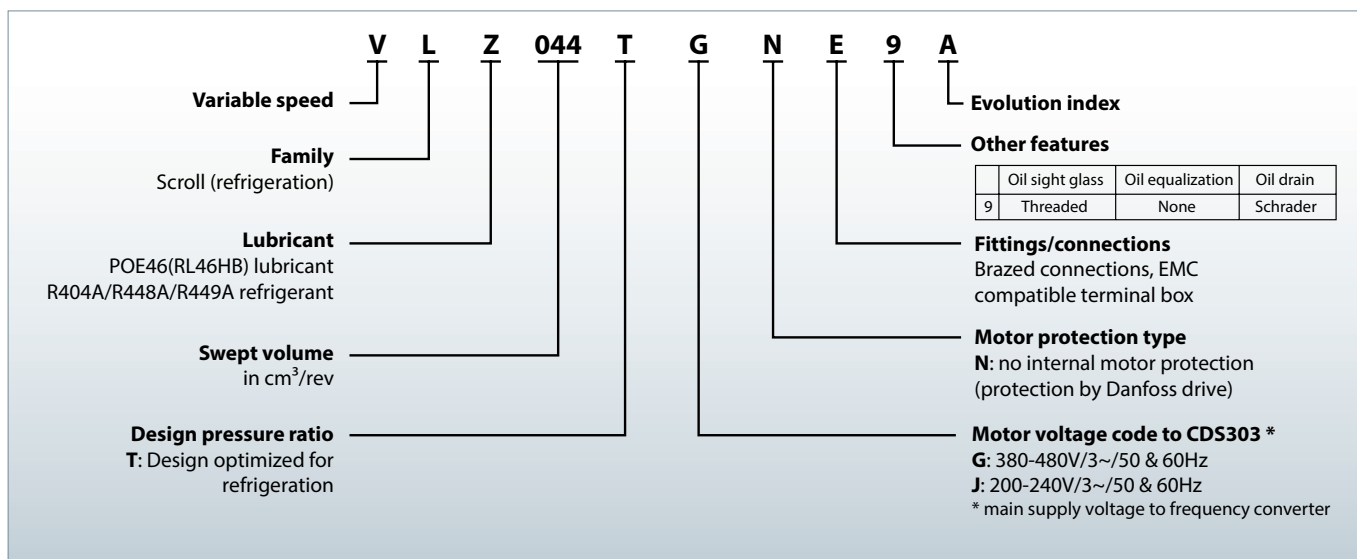 V L Z 044 T G N E 9 A
Variable speed
Family
Scroll (refrigeration)
Lubricant
POE46(RL46HB) lubricant
R404A/R448A/R449A refrigerant
Swept volume
in cm³/rev
Design pressure ratio
T: Design optimized for
refrigeration
Evolution index
Other features
Oil sight glass Oil equalization Oil drain
9 Threaded None Schrader
Fittings/connections
Brazed connections, EMC
compatible terminal box
Motor protection type
N: no internal motor protection
(protection by Danfoss drive)
Motor voltage code to CDS303 *
G: 380-480V/3~/50 & 60Hz
J: 200-240V/3~/50 & 60Hz
* main supply voltage to frequency converter